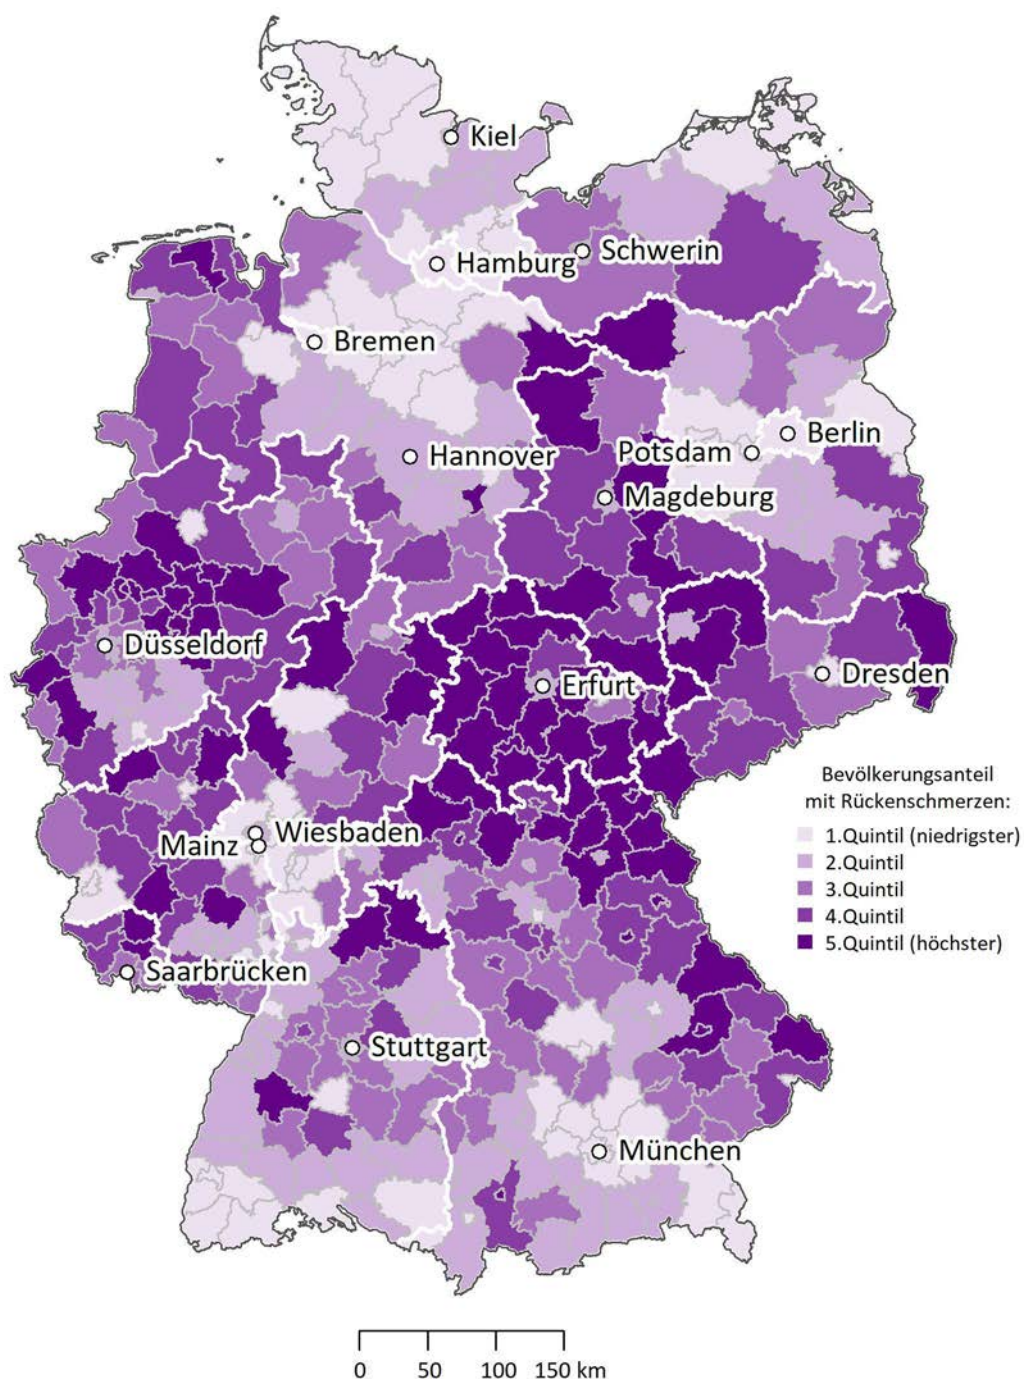 Kiel
Schwerin
Hamburg
Bremen
Berlin
Potsdam
Hannover
Magdeburg
Düsseldorf
Dresden
Erfurt
Wiesbaden
Mainz
Saarbrücken
Stuttgart
München
Bevölkerungsanteil
mit Rückenschmerzen:
1.Quintil (niedrigster)
2.Quintil
3.Quintil
4.Quintil
5.Quintil (höchster)
0 50 100 150 km